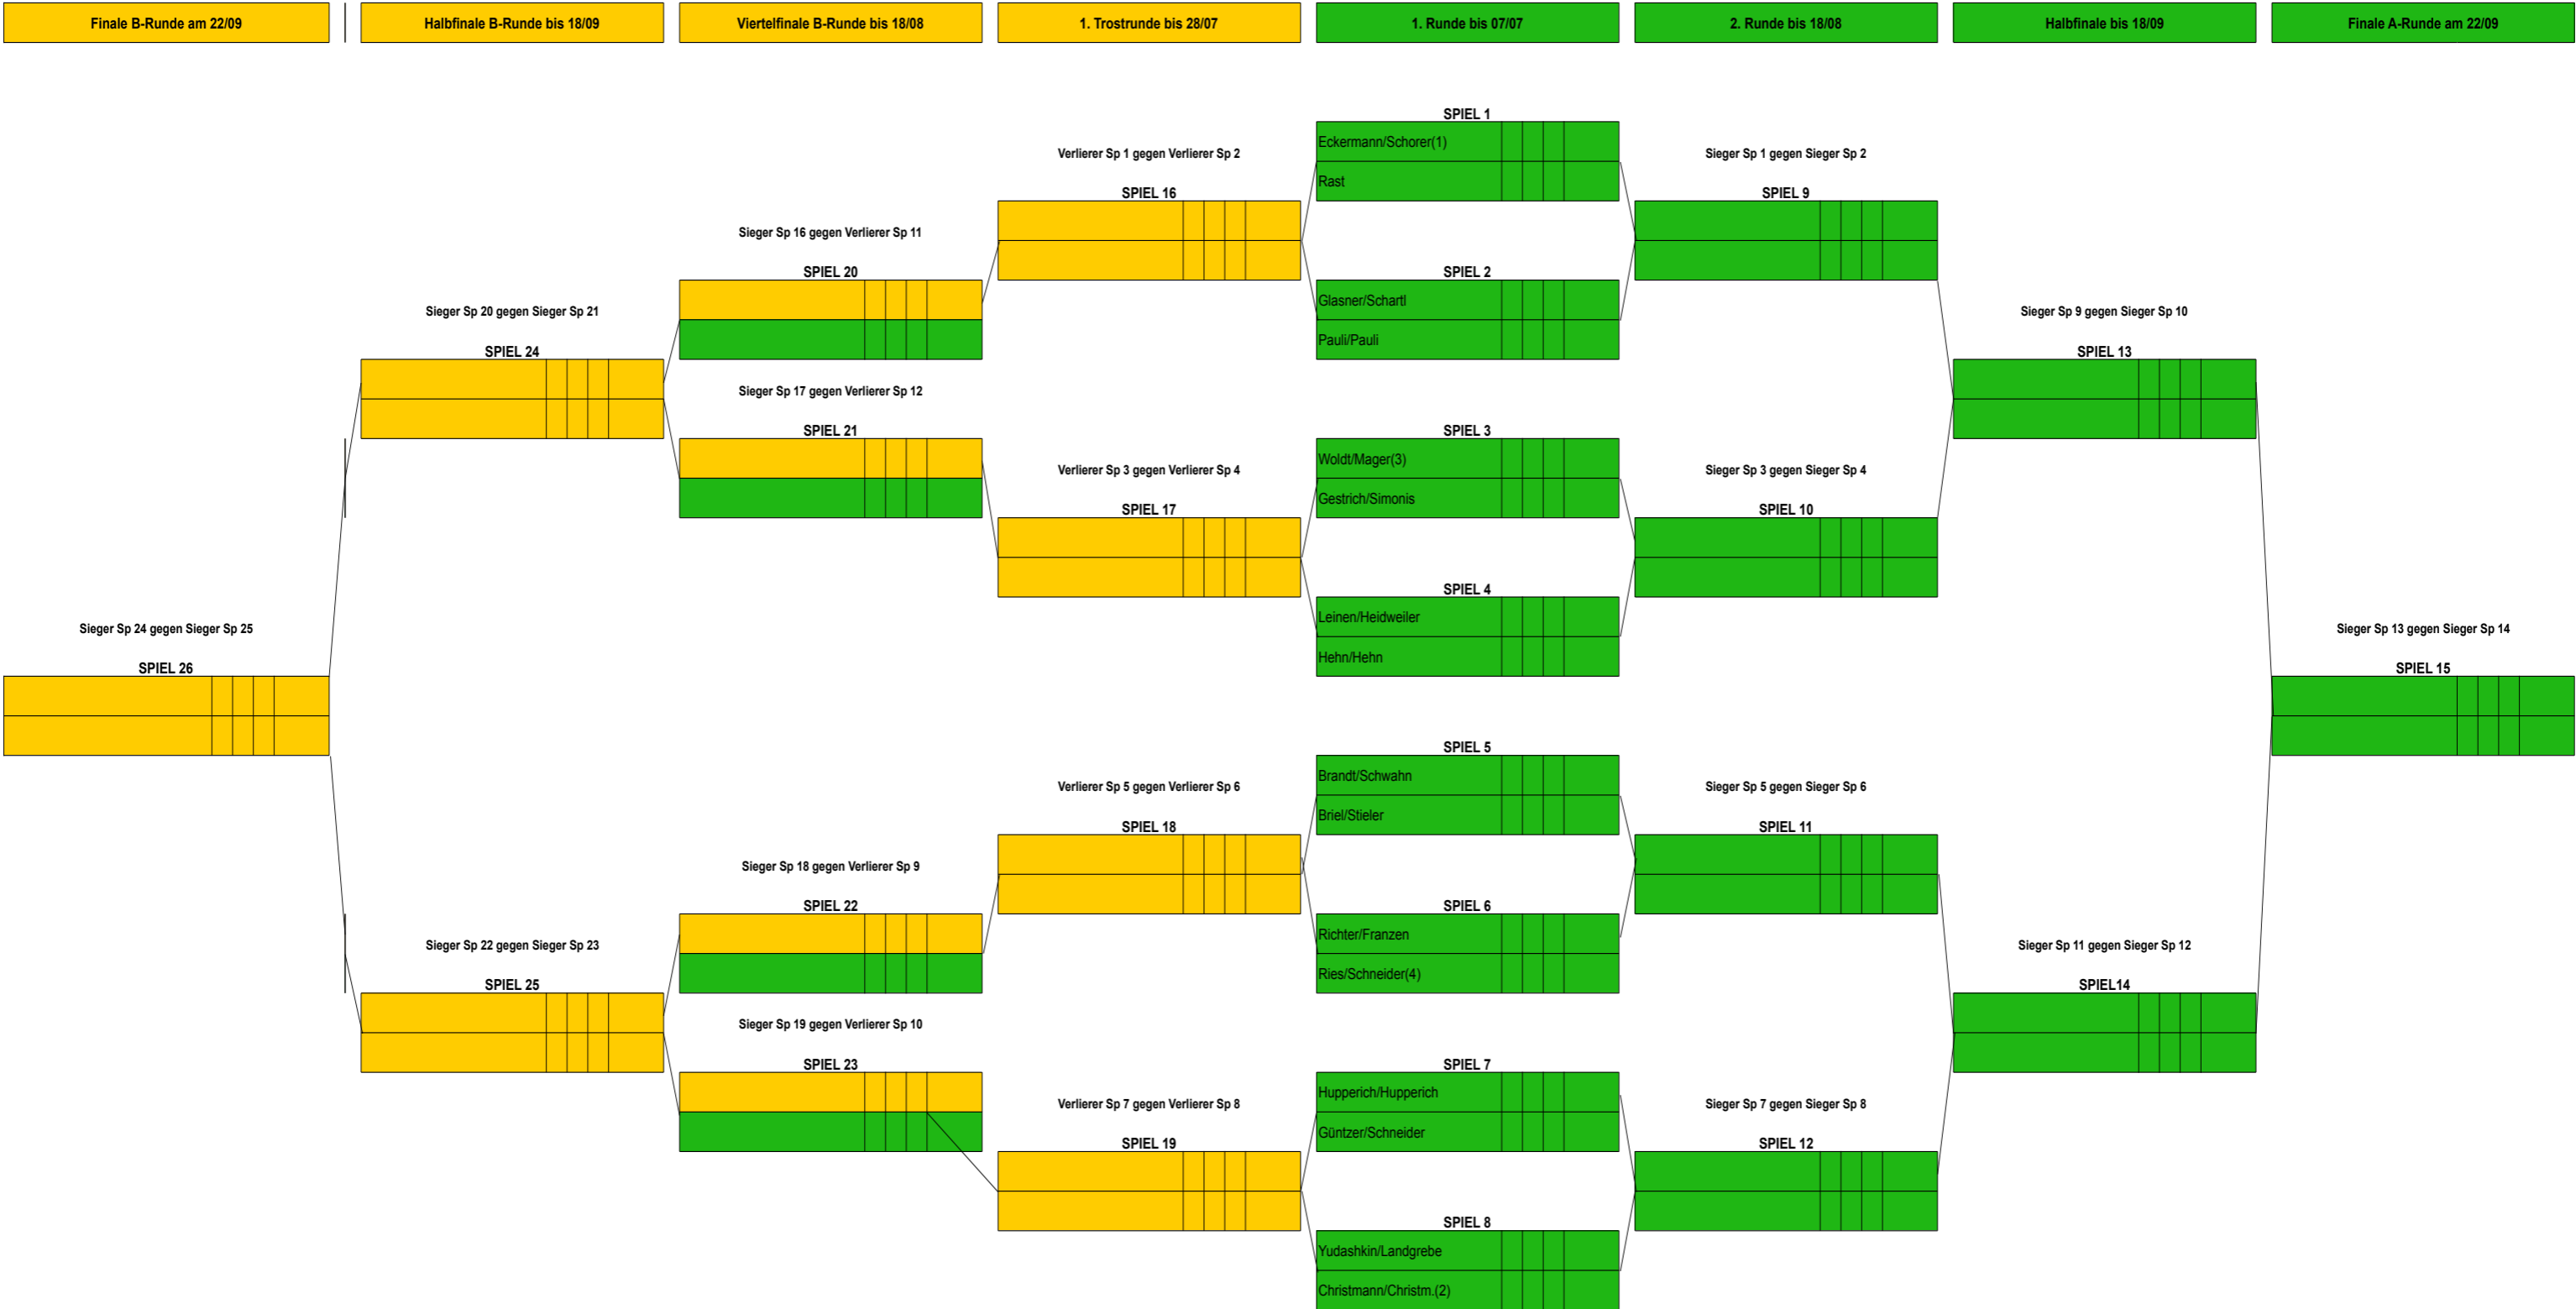 Finale B-Runde am 22/09
Halbfinale B-Runde bis 18/09
Viertelfinale B-Runde bis 18/08
1. Trostrunde bis 28/07
1. Runde bis 07/07
2. Runde bis 18/08
Halbfinale bis 18/09
Finale A-Runde am 22/09
SPIEL 1
Eckermann/Schorer(1)
Verlierer Sp 1 gegen Verlierer Sp 2
Sieger Sp 1 gegen Sieger Sp 2
Rast
SPIEL 16
SPIEL 9
Sieger Sp 16 gegen Verlierer Sp 11
SPIEL 20
SPIEL 2
Glasner/Schartl
Sieger Sp 20 gegen Sieger Sp 21
Sieger Sp 9 gegen Sieger Sp 10
Pauli/Pauli
SPIEL 24
SPIEL 13
Sieger Sp 17 gegen Verlierer Sp 12
SPIEL 21
SPIEL 3
Woldt/Mager(3)
Verlierer Sp 3 gegen Verlierer Sp 4
Sieger Sp 3 gegen Sieger Sp 4
Gestrich/Simonis
SPIEL 17
SPIEL 10
SPIEL 4
Leinen/Heidweiler
Sieger Sp 24 gegen Sieger Sp 25
Sieger Sp 13 gegen Sieger Sp 14
Hehn/Hehn
SPIEL 26
SPIEL 15
SPIEL 5
Brandt/Schwahn
Verlierer Sp 5 gegen Verlierer Sp 6
Sieger Sp 5 gegen Sieger Sp 6
Briel/Stieler
SPIEL 18
SPIEL 11
Sieger Sp 18 gegen Verlierer Sp 9
SPIEL 22
SPIEL 6
Richter/Franzen
Sieger Sp 22 gegen Sieger Sp 23
Sieger Sp 11 gegen Sieger Sp 12
Ries/Schneider(4)
SPIEL 25
SPIEL14
Sieger Sp 19 gegen Verlierer Sp 10
SPIEL 23
SPIEL 7
Hupperich/Hupperich
Verlierer Sp 7 gegen Verlierer Sp 8
Sieger Sp 7 gegen Sieger Sp 8
Güntzer/Schneider
SPIEL 19
SPIEL 12
SPIEL 8
Yudashkin/Landgrebe
Christmann/Christm.(2)